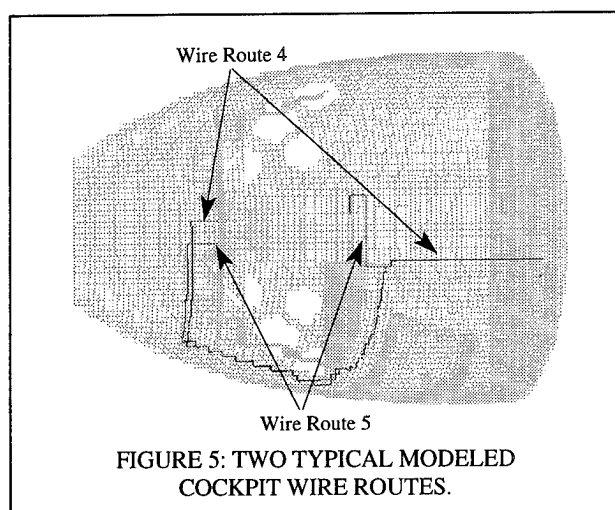 Wire Route 4
Wire Route 5
FIGURE 5: TWO TYPICAL MODELED
COCKPIT WIRE ROUTES.